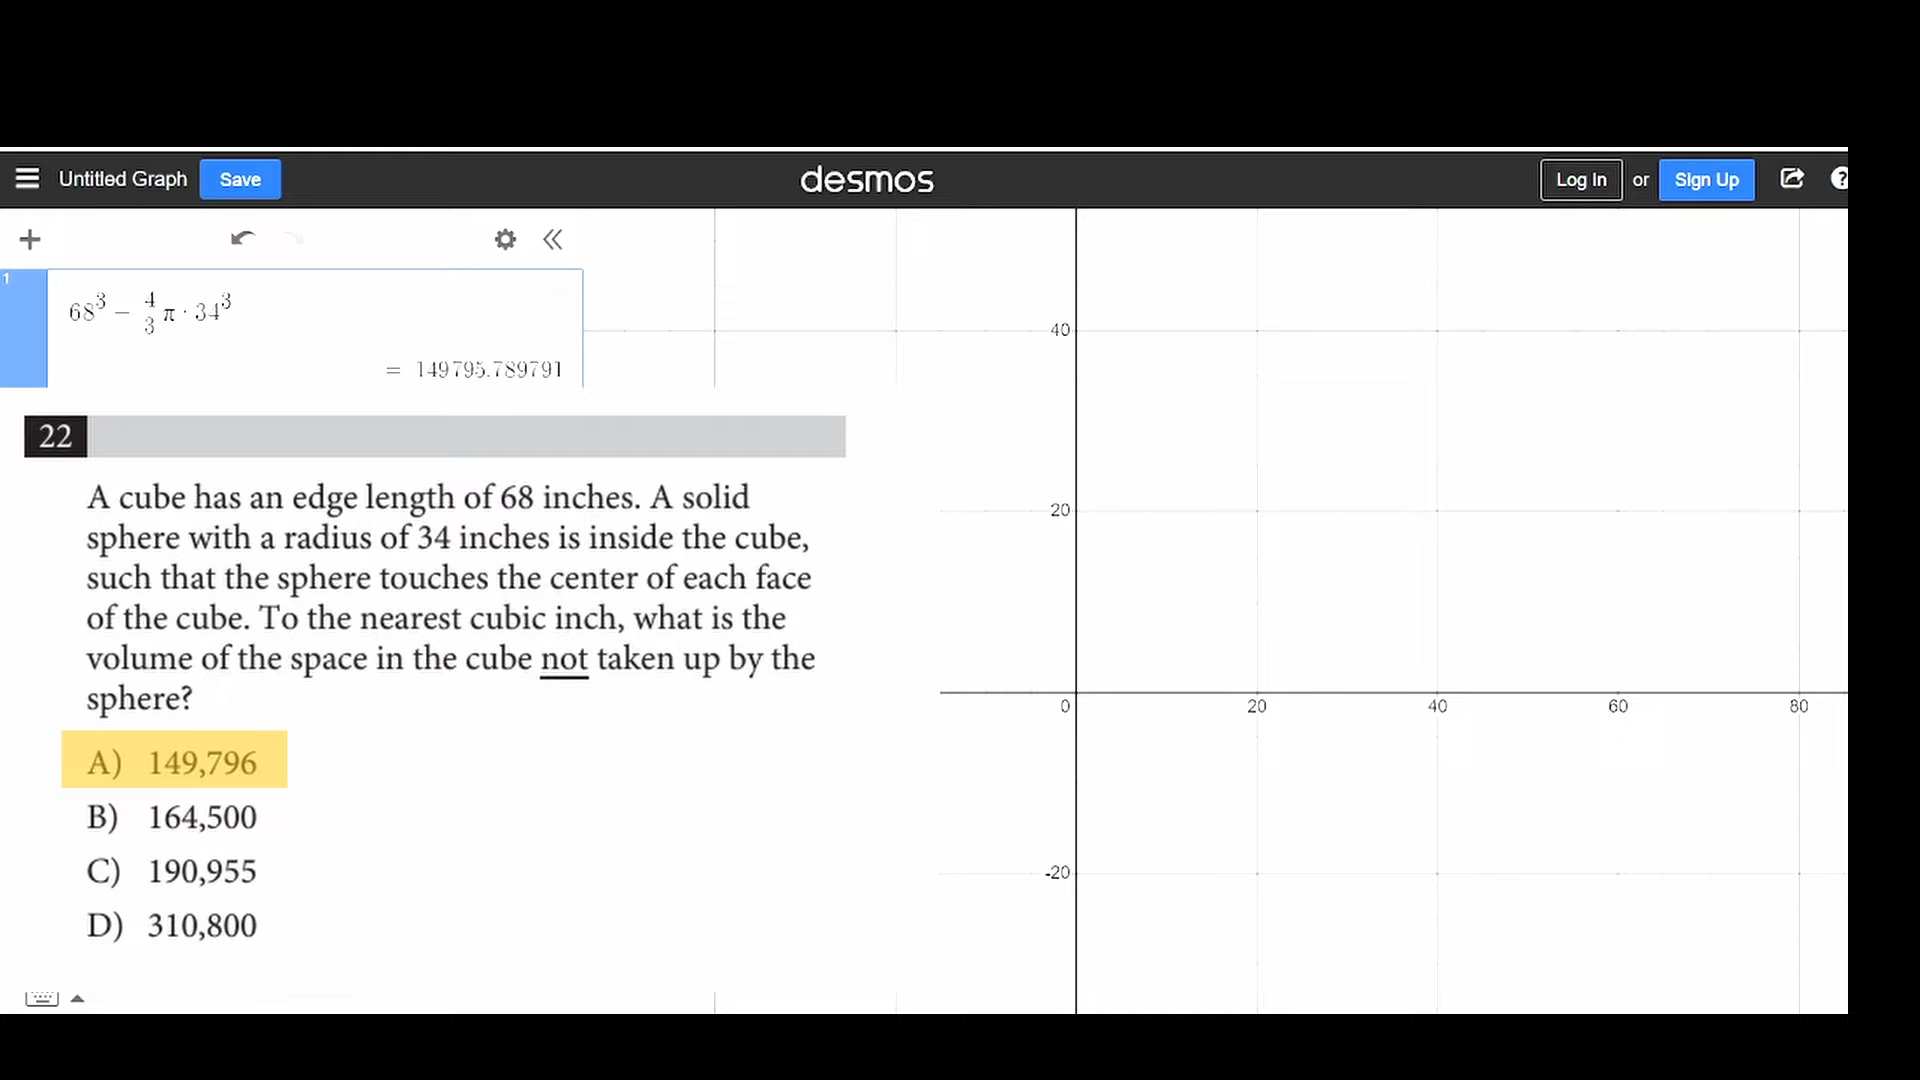 Untitled Graph Save desmos Log In or Sign Up ?
1
68³ − 4/3 π · 34³
= 149795.789791
22
A cube has an edge length of 68 inches. A solid
sphere with a radius of 34 inches is inside the cube,
such that the sphere touches the center of each face
of the cube. To the nearest cubic inch, what is the
volume of the space in the cube not taken up by the
sphere?
A) 149,796
B) 164,500
C) 190,955
D) 310,800
40
20
0 20 40 60 80
-20